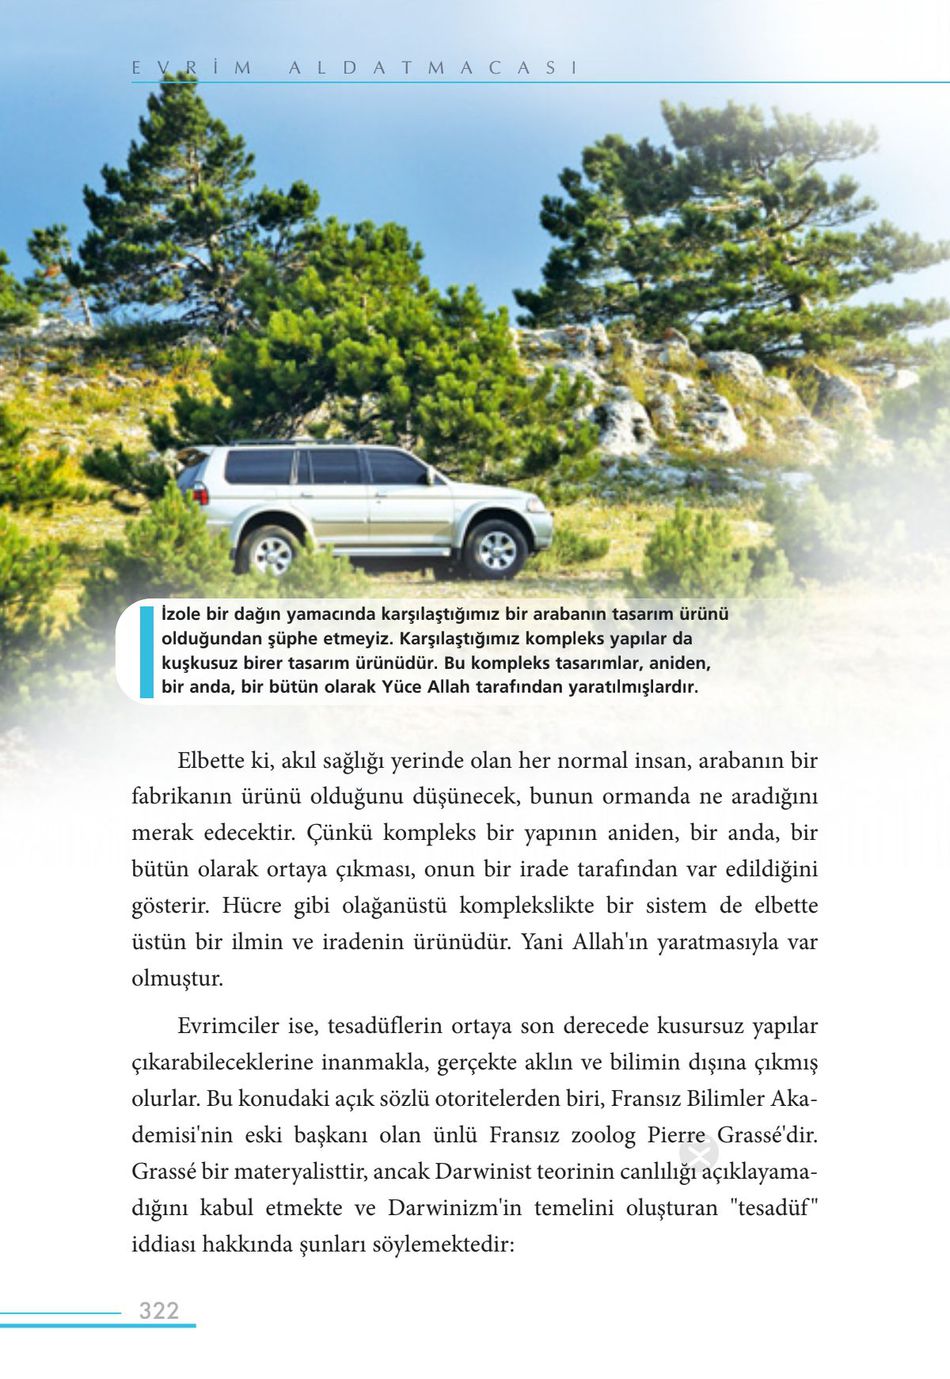 EVRİM ALDATMACASI
İzole bir dağın yamacında karşılaştığımız bir arabanın tasarım ürünü
olduğundan şüphe etmeyiz. Karşılaştığımız kompleks yapılar da
kuşkusuz birer tasarım ürünüdür. Bu kompleks tasarımlar, aniden,
bir anda, bir bütün olarak Yüce Allah tarafından yaratılmışlardır.
Elbette ki, akıl sağlığı yerinde olan her normal insan, arabanın bir
fabrikanın ürünü olduğunu düşünecek, bunun ormanda ne aradığını
merak edecektir. Çünkü kompleks bir yapının aniden, bir anda, bir
bütün olarak ortaya çıkması, onun bir irade tarafından var edildiğini
gösterir. Hücre gibi olağanüstü komplekslikte bir sistem de elbette
üstün bir ilmin ve iradenin ürünüdür. Yani Allah'ın yaratmasıyla var
olmuştur.
Evrimciler ise, tesadüflerin ortaya son derecede kusursuz yapılar
çıkarabileceklerine inanmakla, gerçekte aklın ve bilimin dışına çıkmış
olurlar. Bu konudaki açık sözlü otoritelerden biri, Fransız Bilimler Aka-
demisi'nin eski başkanı olan ünlü Fransız zoolog Pierre Grassé'dir.
Grassé bir materyalisttir, ancak Darwinist teorinin canlılığı açıklayama-
dığını kabul etmekte ve Darwinizm'in temelini oluşturan "tesadüf"
iddiası hakkında şunları söylemektedir:
322